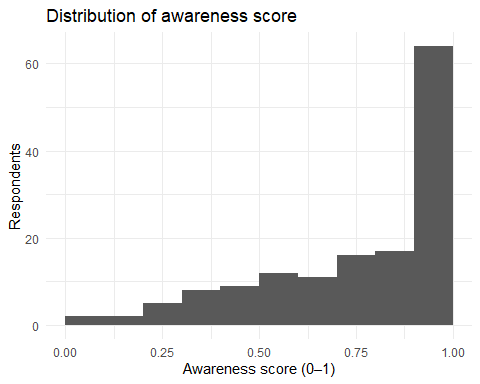 Distribution of awareness score
Respondents
60
40
20
0
0.00 0.25 0.50 0.75 1.00
Awareness score (0–1)